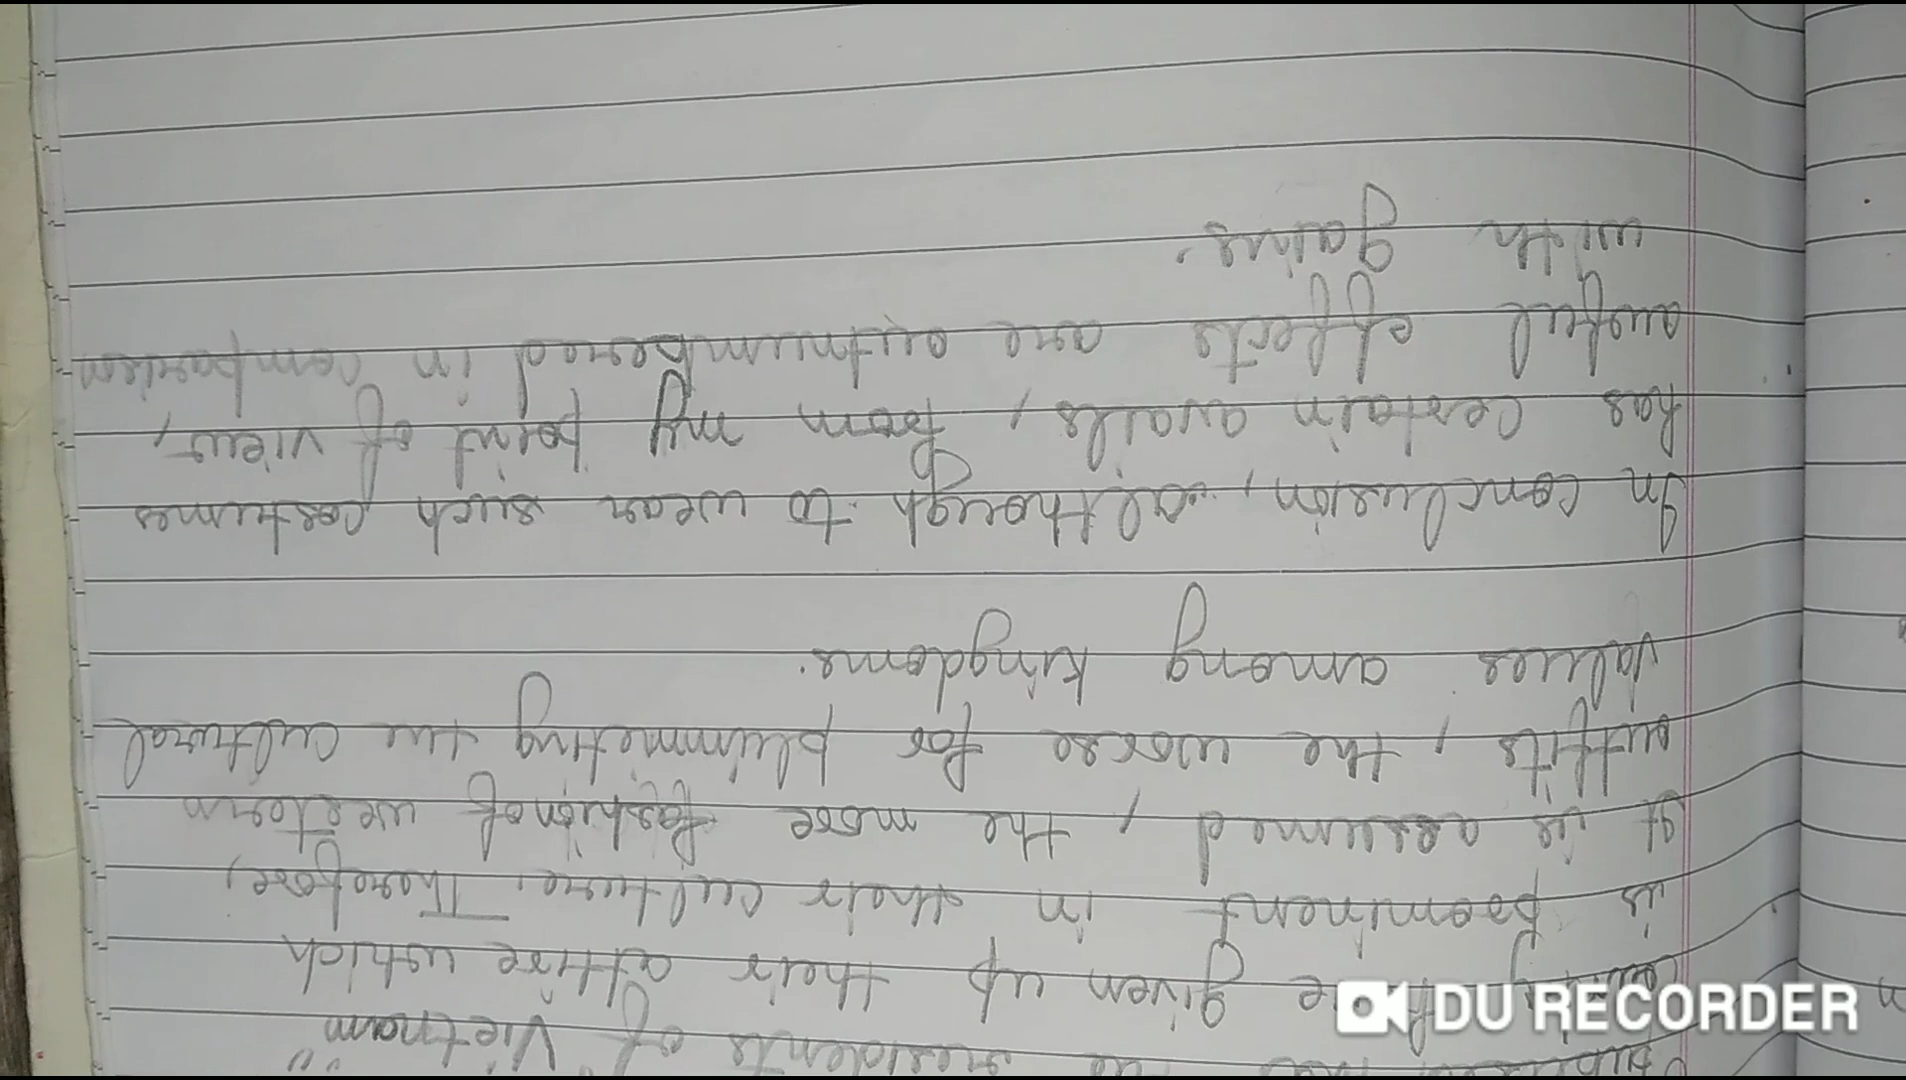 residents of "Vietnam"
given up their attire which
is prominent in their culture. Therefore,
It is assumed, the more fashion of western
outfits, the worse for plummeting the cultural
values among kingdoms.
In conclusion, although to wear such costumes
has certain avails, from my point of view,
awful effects are outnumbered in comparison
with gains.
DU RECORDER